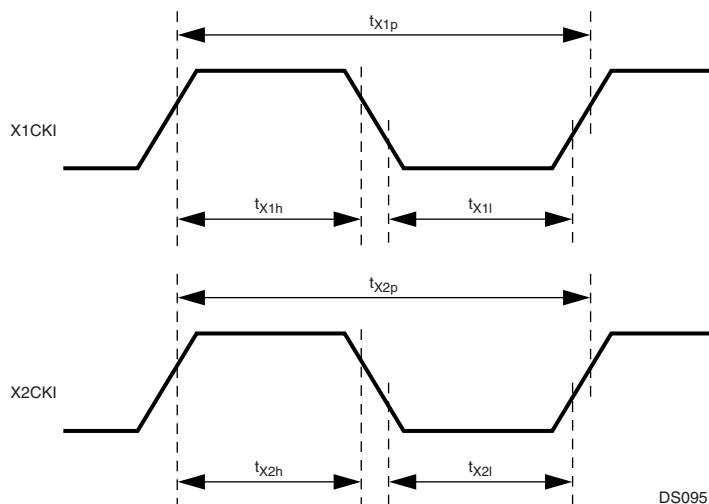 tX1p
X1CKI
tX1h
tX1l
tX2p
X2CKI
tX2h
tX2l
DS095